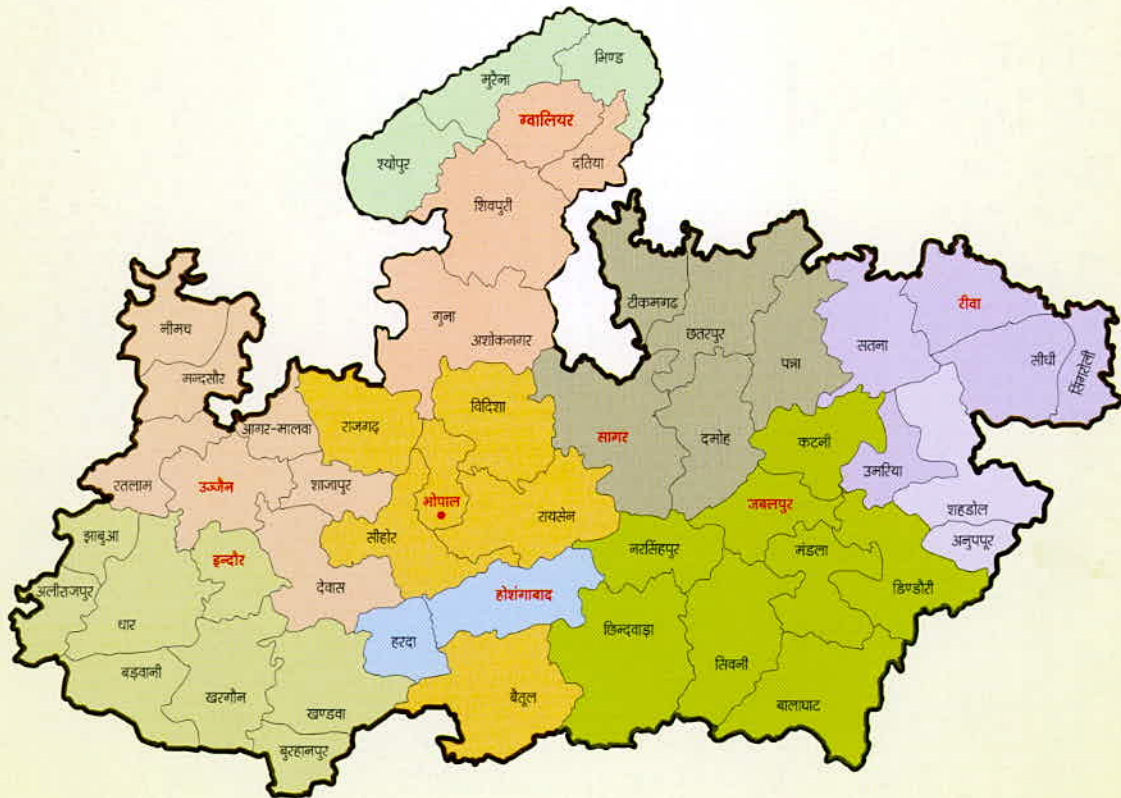 भिण्ड
मुरैना
ग्वालियर
श्योपुर
दतिया
शिवपुरी
टीकमगढ
रीवा
गुना
नीमच
छतरपुर
अशोकनगर
सतना
सीधी
पन्ना
सिंगरोली
मन्दसौर
विदिशा
आगर-मालवा
राजगढ़
सागर
दमोह
कटनी
उमरिया
रतलाम
उज्जैन
शाजापुर
भोपाल
जबलपुर
शहडोल
रायसेन
झाबुआ
सीहोर
अनुपपूर
नरसिंहपुर
मंडला
इन्दौर
अलीराजपुर
देवास
होशंगाबाद
डिण्डौरी
धार
हरदा
छिन्दवाड़ा
बड़वानी
सिवनी
खरगौन
बैतूल
बालाघाट
खण्डवा
बुरहानपुर